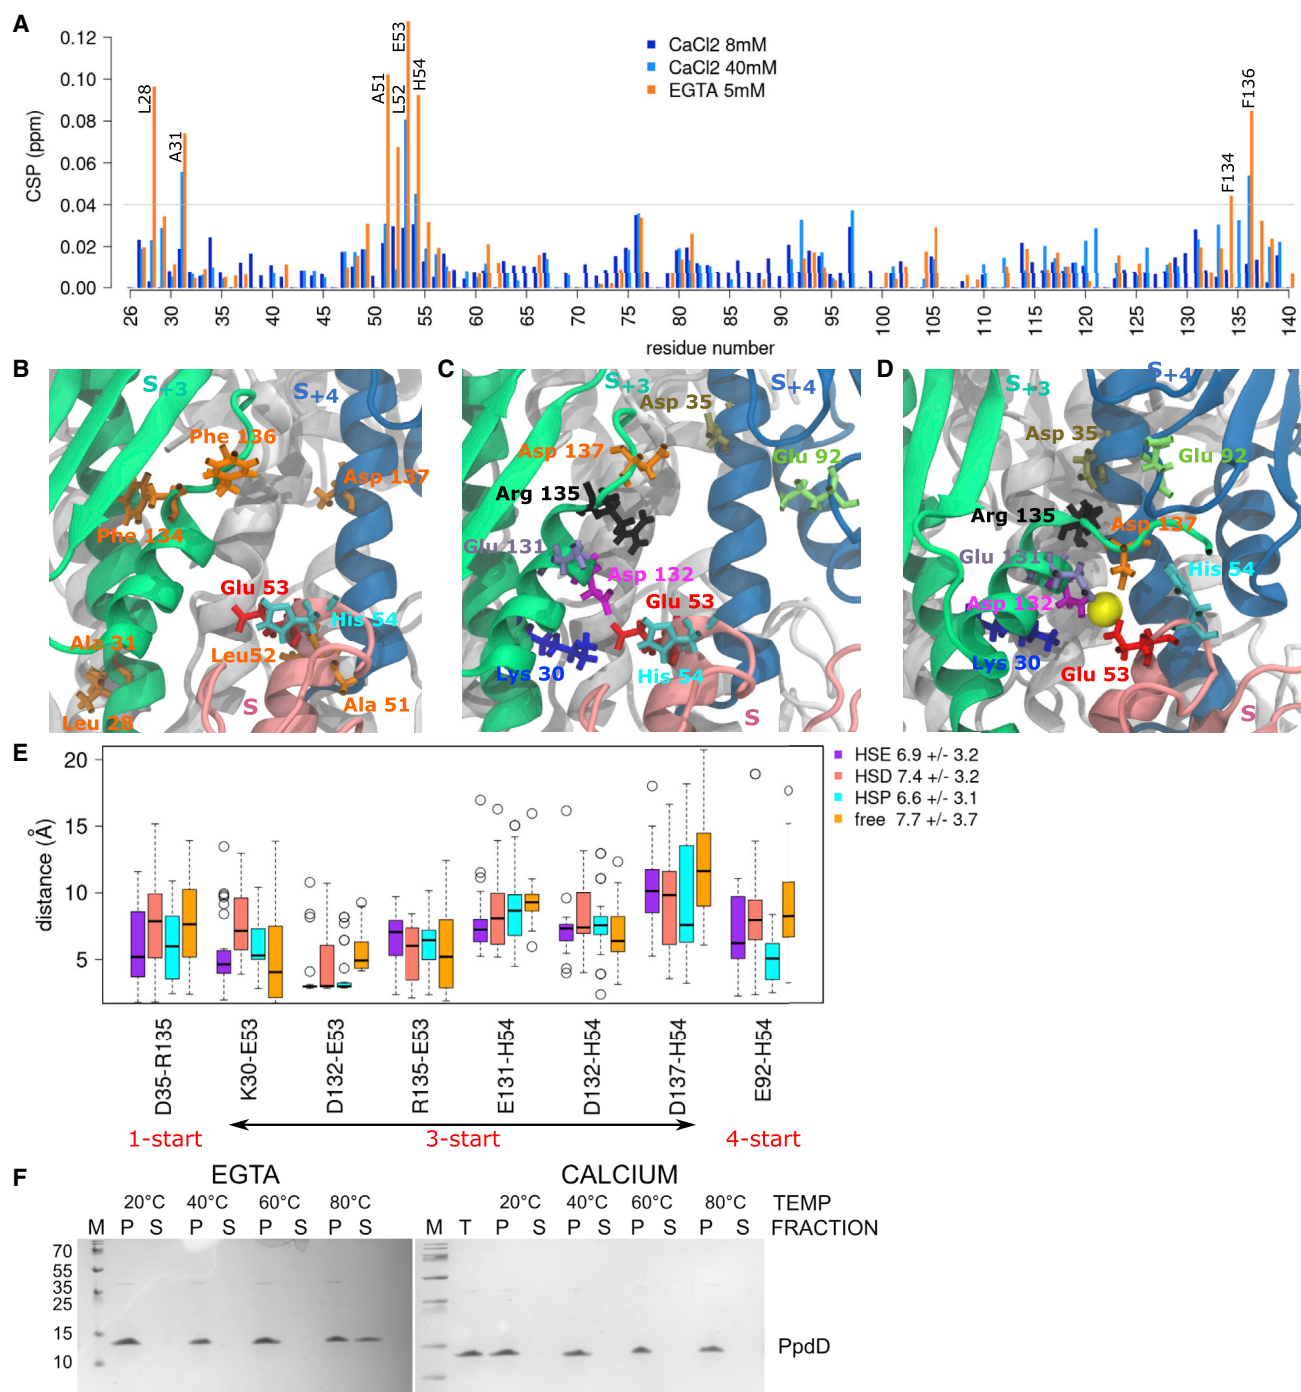 A
CSP (ppm)
0.12
0.10
0.08
0.06
0.04
0.02
0.00
L28
A31
A51
L52
E53
H54
F134
F136
CaCl2 8mM
CaCl2 40mM
EGTA 5mM
26 30 35 40 45 50 55 60 65 70 75 80 85 90 95 100 105 110 115 120 125 130 135 140
residue number
B
S+3
S+4
Phe 136
Asp 137
Phe 134
Glu 53
His 54
Ala 31
Leu52
Leu 28
Ala 51
S
C
S+3
S+4
Asp 35
Asp 137
Glu 92
Arg 135
Glu 131
Asp 132
Glu 53
Lys 30
His 54
S
D
S+3
S+4
Asp 35
Glu 92
Arg 135
Asp 137
Glu 131
His 54
Asp 132
Lys 30
Glu 53
S
E
distance (Å)
20
15
10
5
HSE 6.9 +/- 3.2
HSD 7.4 +/- 3.2
HSP 6.6 +/- 3.1
free 7.7 +/- 3.7
D35-R135
K30-E53
D132-E53
R135-E53
E131-H54
D132-H54
D137-H54
E92-H54
1-start
3-start
4-start
F
EGTA
CALCIUM
20°C 40°C 60°C 80°C
20°C 40°C 60°C 80°C TEMP
M P S P S P S P S
M T P S P S P S P S FRACTION
70
55
35
25
15
10
PpdD